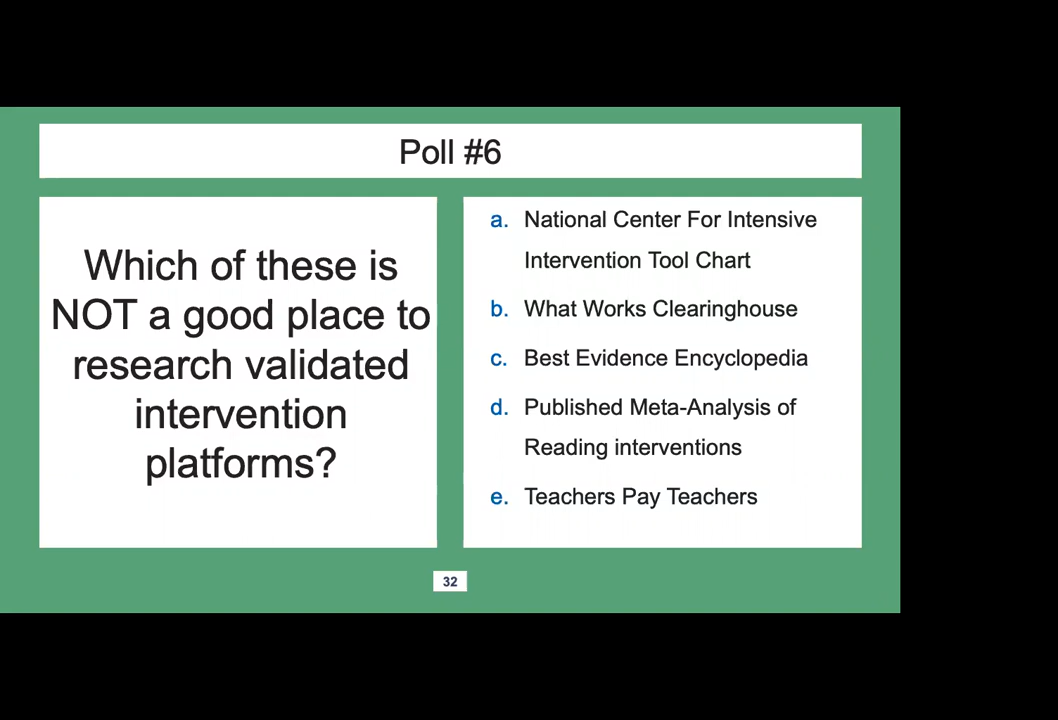 Poll #6
Which of these is
NOT a good place to
research validated
intervention
platforms?
a. National Center For Intensive
Intervention Tool Chart
b. What Works Clearinghouse
c. Best Evidence Encyclopedia
d. Published Meta-Analysis of
Reading interventions
e. Teachers Pay Teachers
32